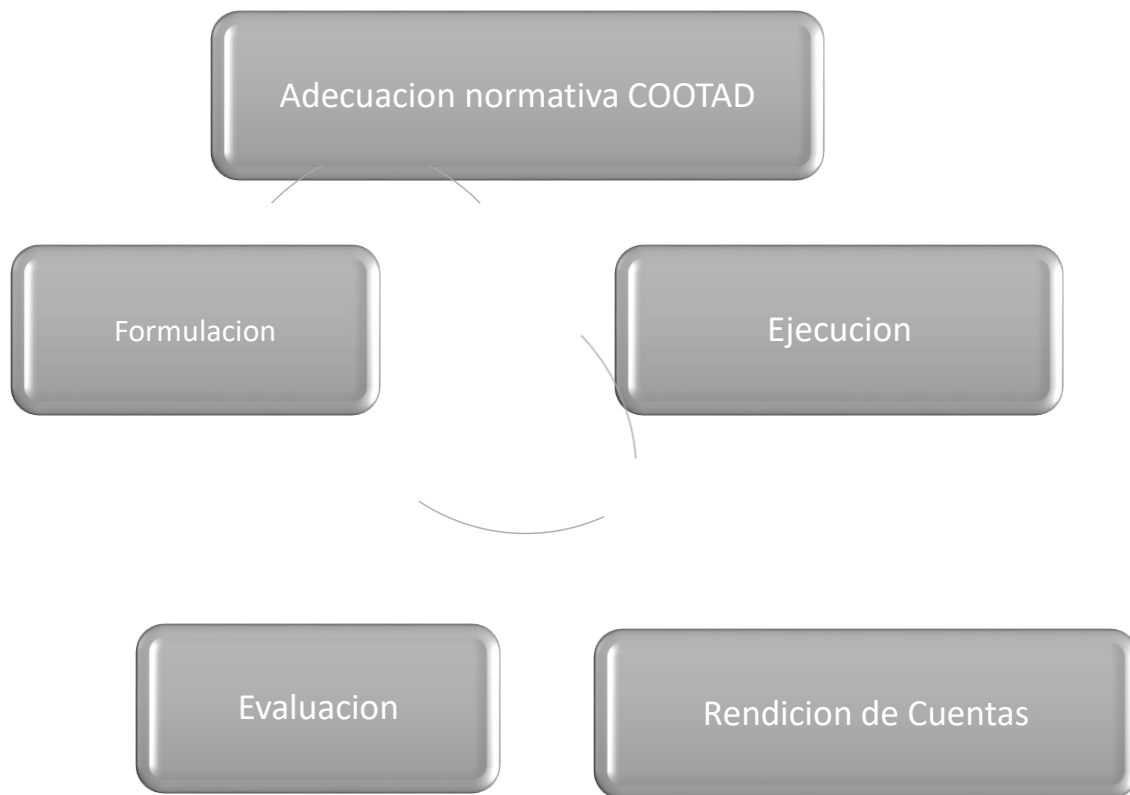 Adecuacion normativa COOTAD
Formulacion
Ejecucion
Evaluacion
Rendicion de Cuentas